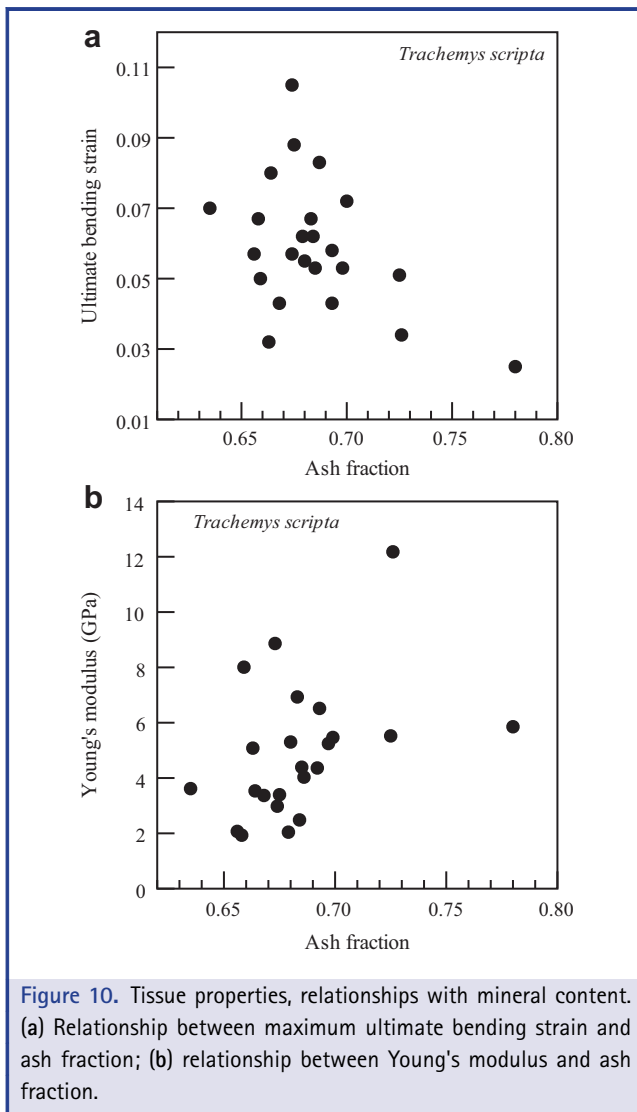 a
Trachemys scripta
0.11
0.09
0.07
0.05
0.03
0.01
Ultimate bending strain
0.65 0.70 0.75 0.80
Ash fraction
b
Trachemys scripta
14
12
10
8
6
4
2
0
Young's modulus (GPa)
0.65 0.70 0.75 0.80
Ash fraction
Figure 10. Tissue properties, relationships with mineral content.
(a) Relationship between maximum ultimate bending strain and
ash fraction; (b) relationship between Young's modulus and ash
fraction.